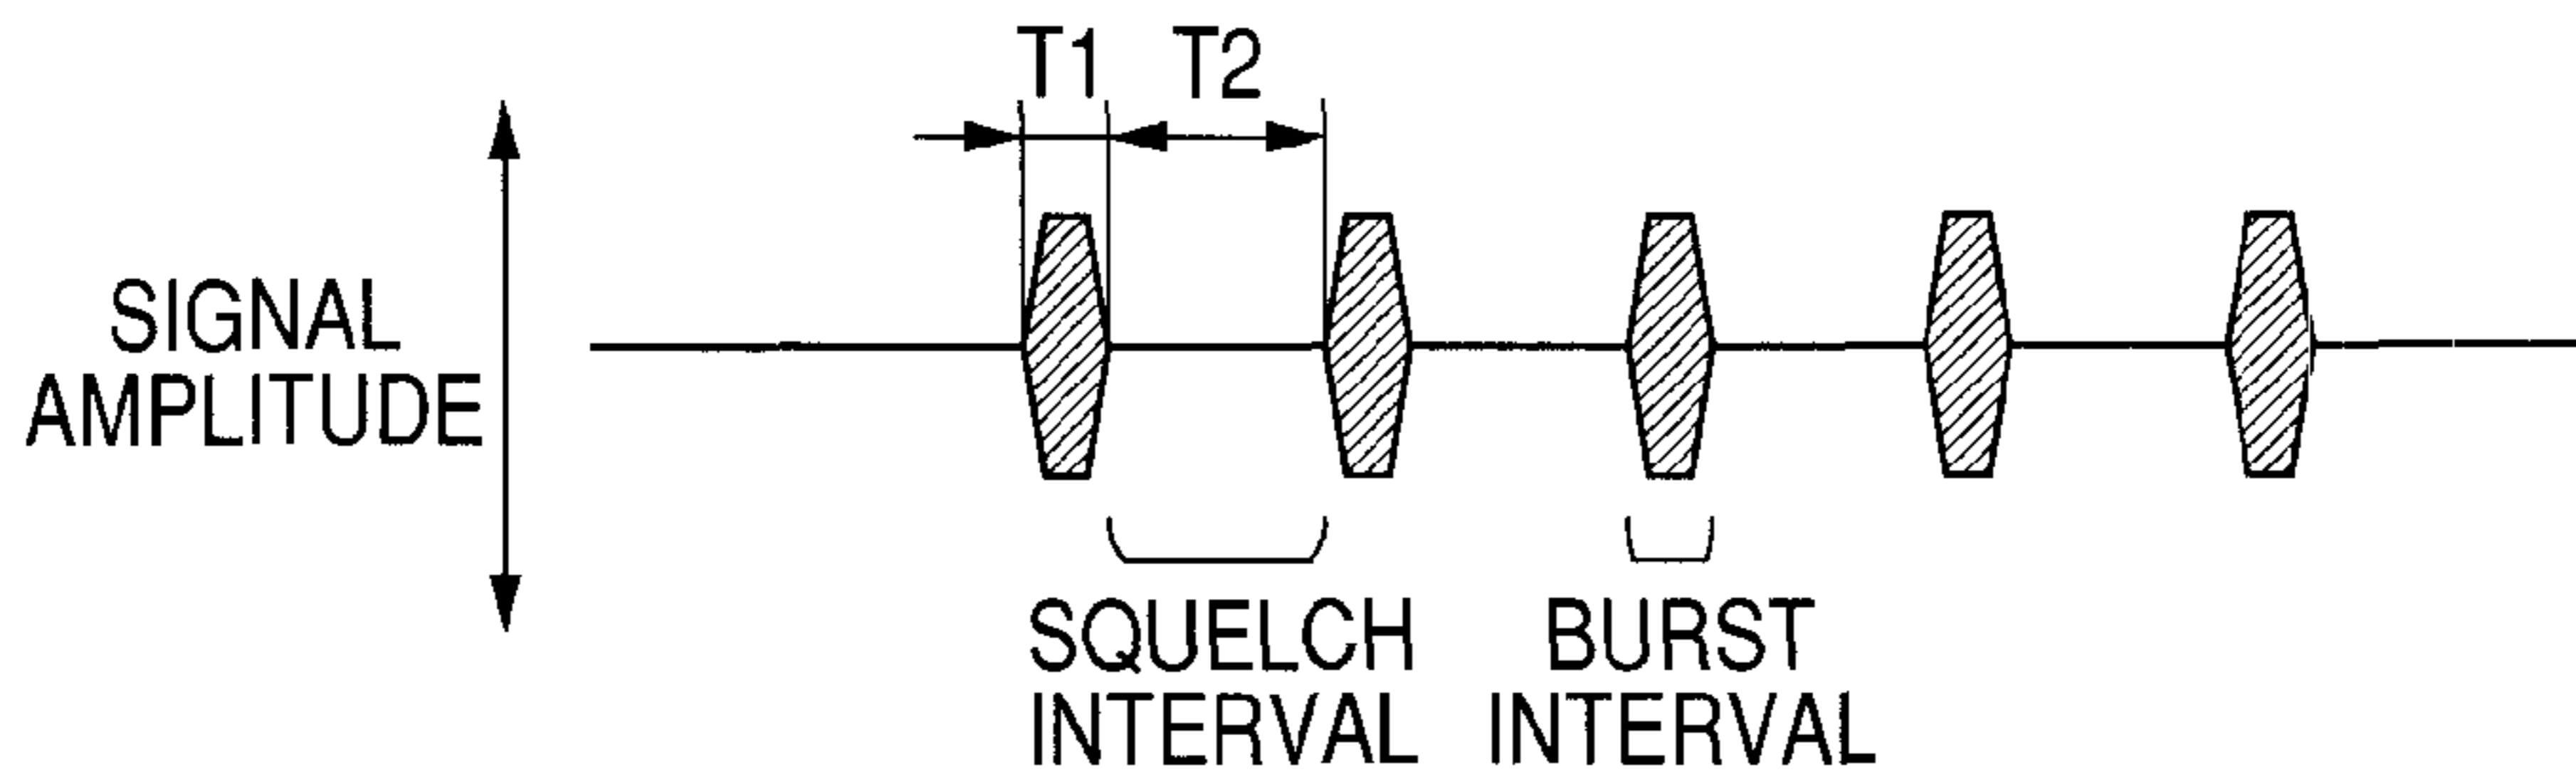 T1 T2
SIGNAL
AMPLITUDE
SQUELCH BURST
INTERVAL INTERVAL